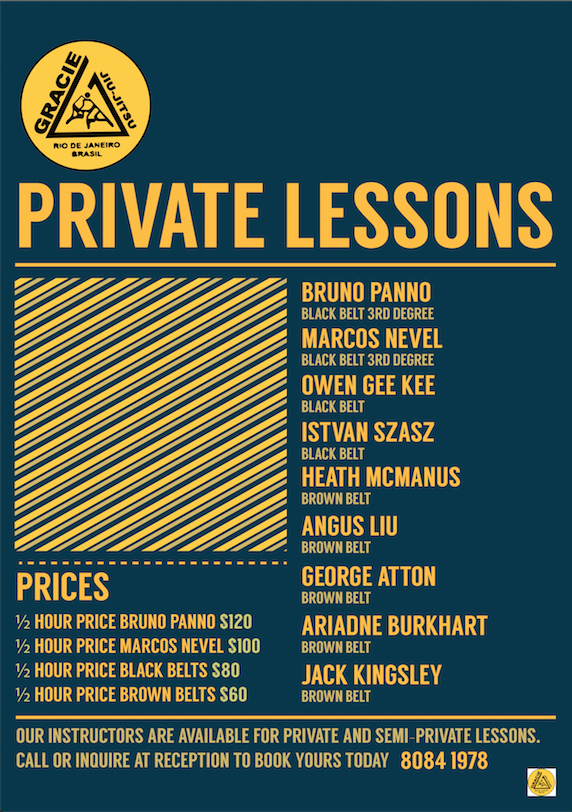 GRACIE
JIU-JITSU
RIO DE JANEIRO
BRASIL
PRIVATE LESSONS
BRUNO PANNO
BLACK BELT 3RD DEGREE
MARCOS NEVEL
BLACK BELT 3RD DEGREE
OWEN GEE KEE
BLACK BELT
ISTVAN SZASZ
BLACK BELT
HEATH MCMANUS
BROWN BELT
ANGUS LIU
BROWN BELT
GEORGE ATTON
BROWN BELT
ARIADNE BURKHART
BROWN BELT
JACK KINGSLEY
BROWN BELT
PRICES
½ HOUR PRICE BRUNO PANNO $120
½ HOUR PRICE MARCOS NEVEL $100
½ HOUR PRICE BLACK BELTS $80
½ HOUR PRICE BROWN BELTS $60
OUR INSTRUCTORS ARE AVAILABLE FOR PRIVATE AND SEMI-PRIVATE LESSONS.
CALL OR INQUIRE AT RECEPTION TO BOOK YOURS TODAY 8084 1978